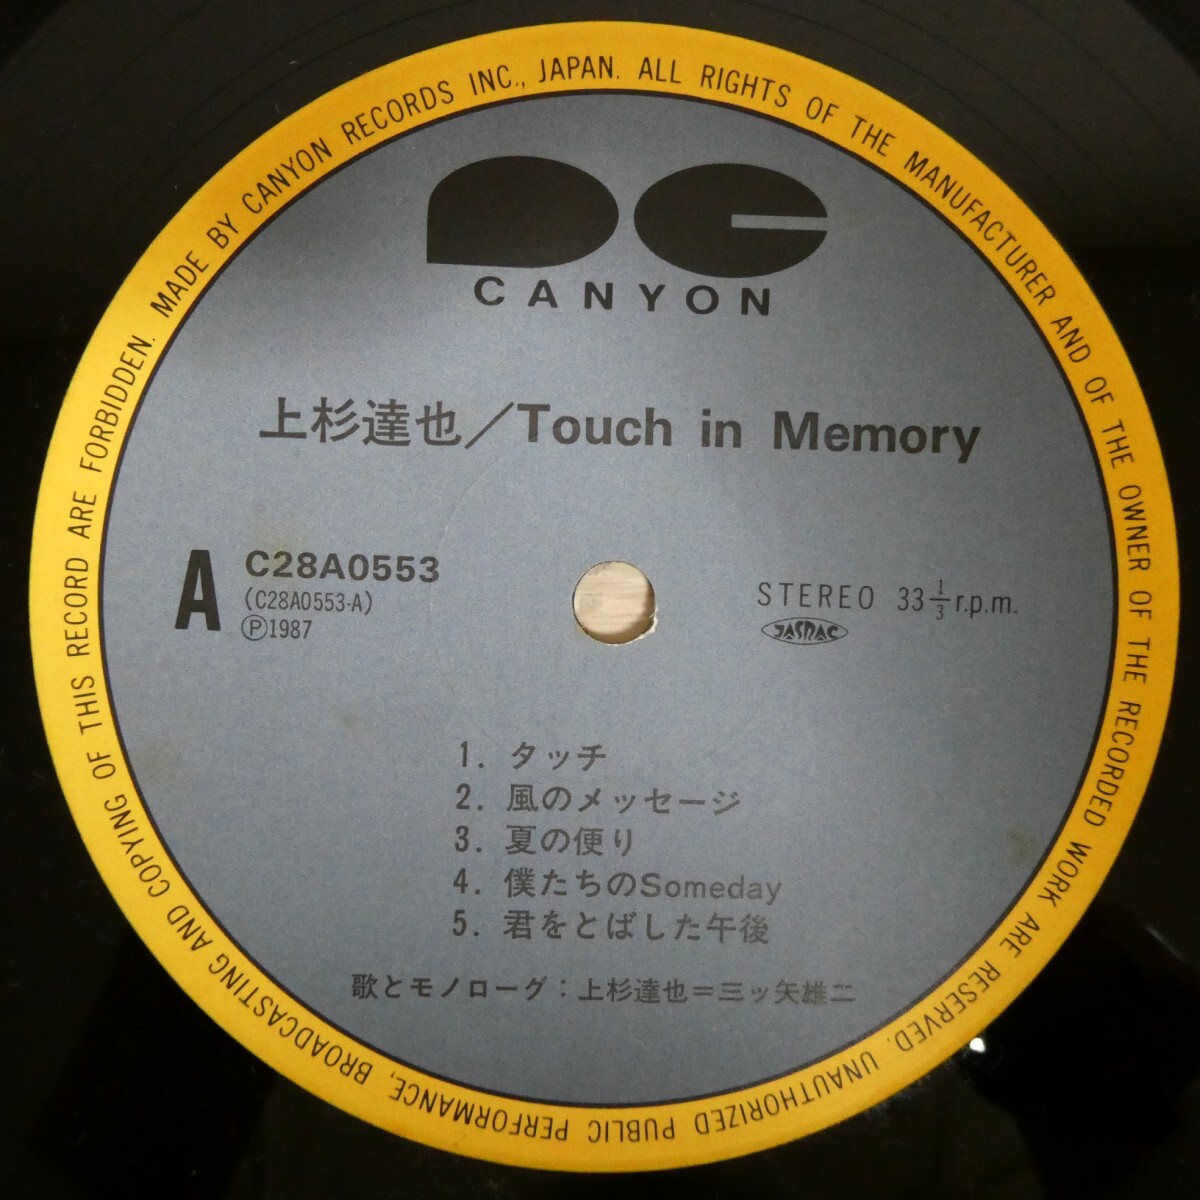 MADE BY CANYON RECORDS INC., JAPAN. ALL RIGHTS OF THE MANUFACTURER AND OF THE OWNER OF THE RECORDED WORK ARE RESERVED. UNAUTHORIZED PUBLIC PERFORMANCE, BROADCASTING AND COPYING OF THIS RECORD ARE FORBIDDEN.
CANYON
上杉達也／Touch in Memory
A
C28A0553
(C28A0553-A)
Ⓟ1987
STEREO 33 1/3 r.p.m.
JASRAC
1. タッチ
2. 風のメッセージ
3. 夏の便り
4. 僕たちのSomeday
5. 君をとばした午後
歌とモノローグ：上杉達也＝三ッ矢雄二